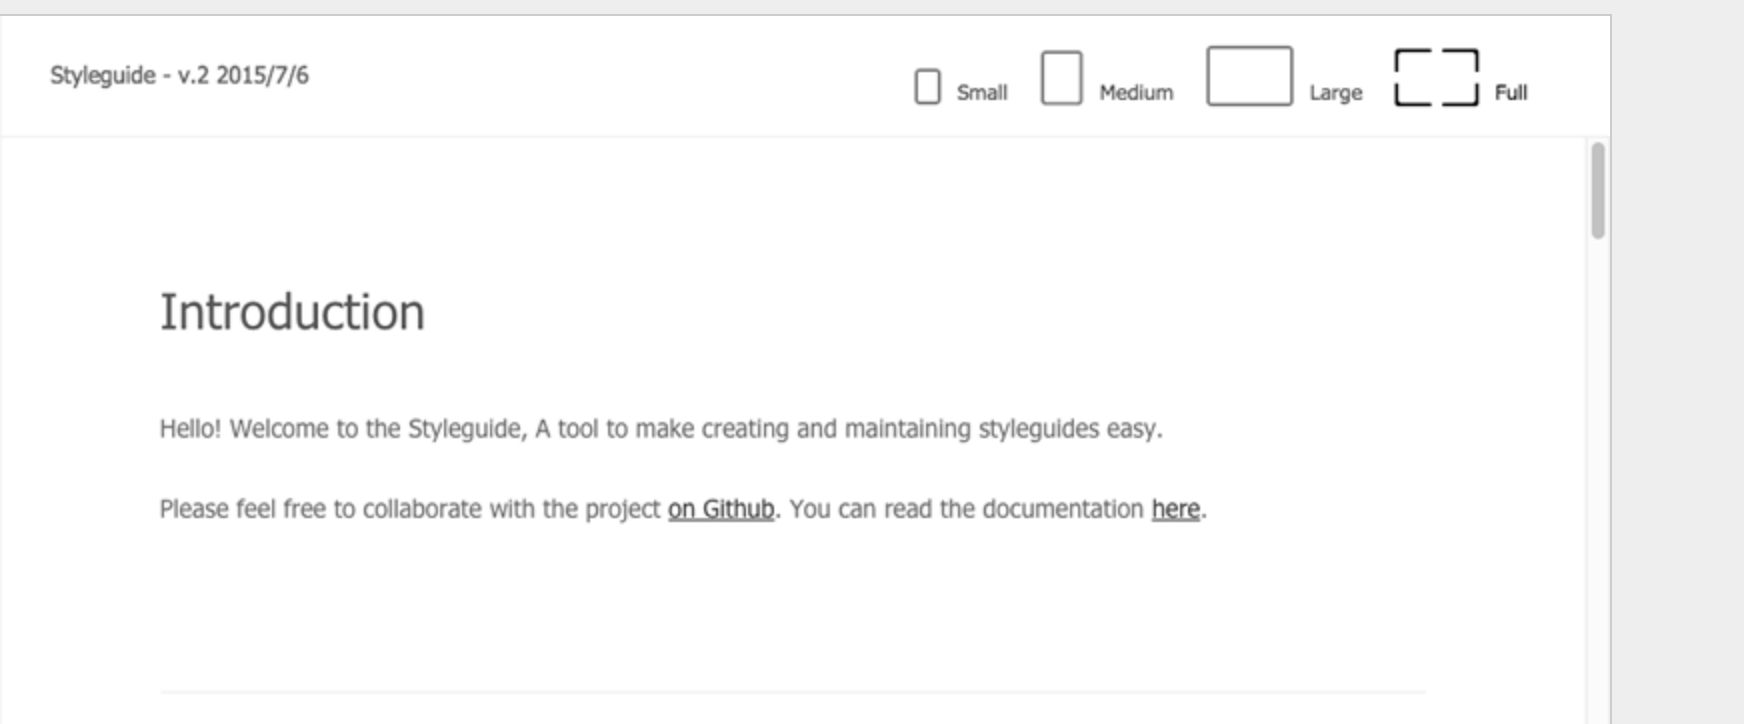 Styleguide - v.2 2015/7/6
Small Medium Large Full
Introduction
Hello! Welcome to the Styleguide, A tool to make creating and maintaining styleguides easy.
Please feel free to collaborate with the project on Github. You can read the documentation here.